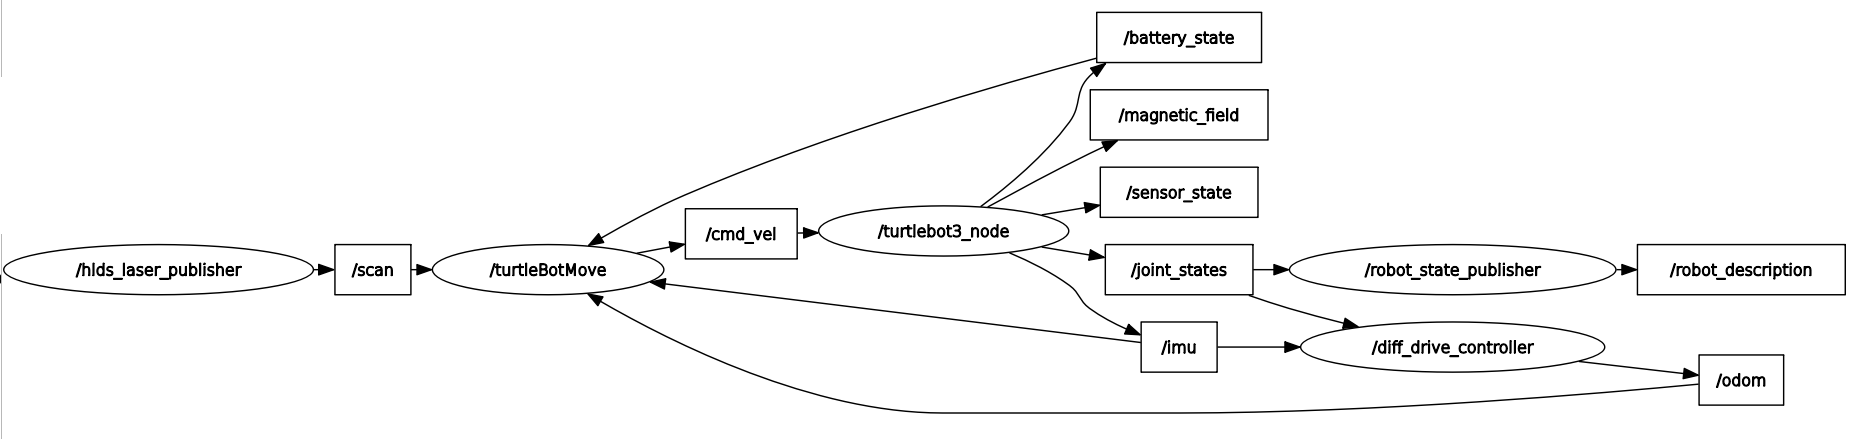 /battery_state
/magnetic_field
/sensor_state
/cmd_vel
/turtlebot3_node
/hlds_laser_publisher
/scan
/turtleBotMove
/joint_states
/robot_state_publisher
/robot_description
/imu
/diff_drive_controller
/odom